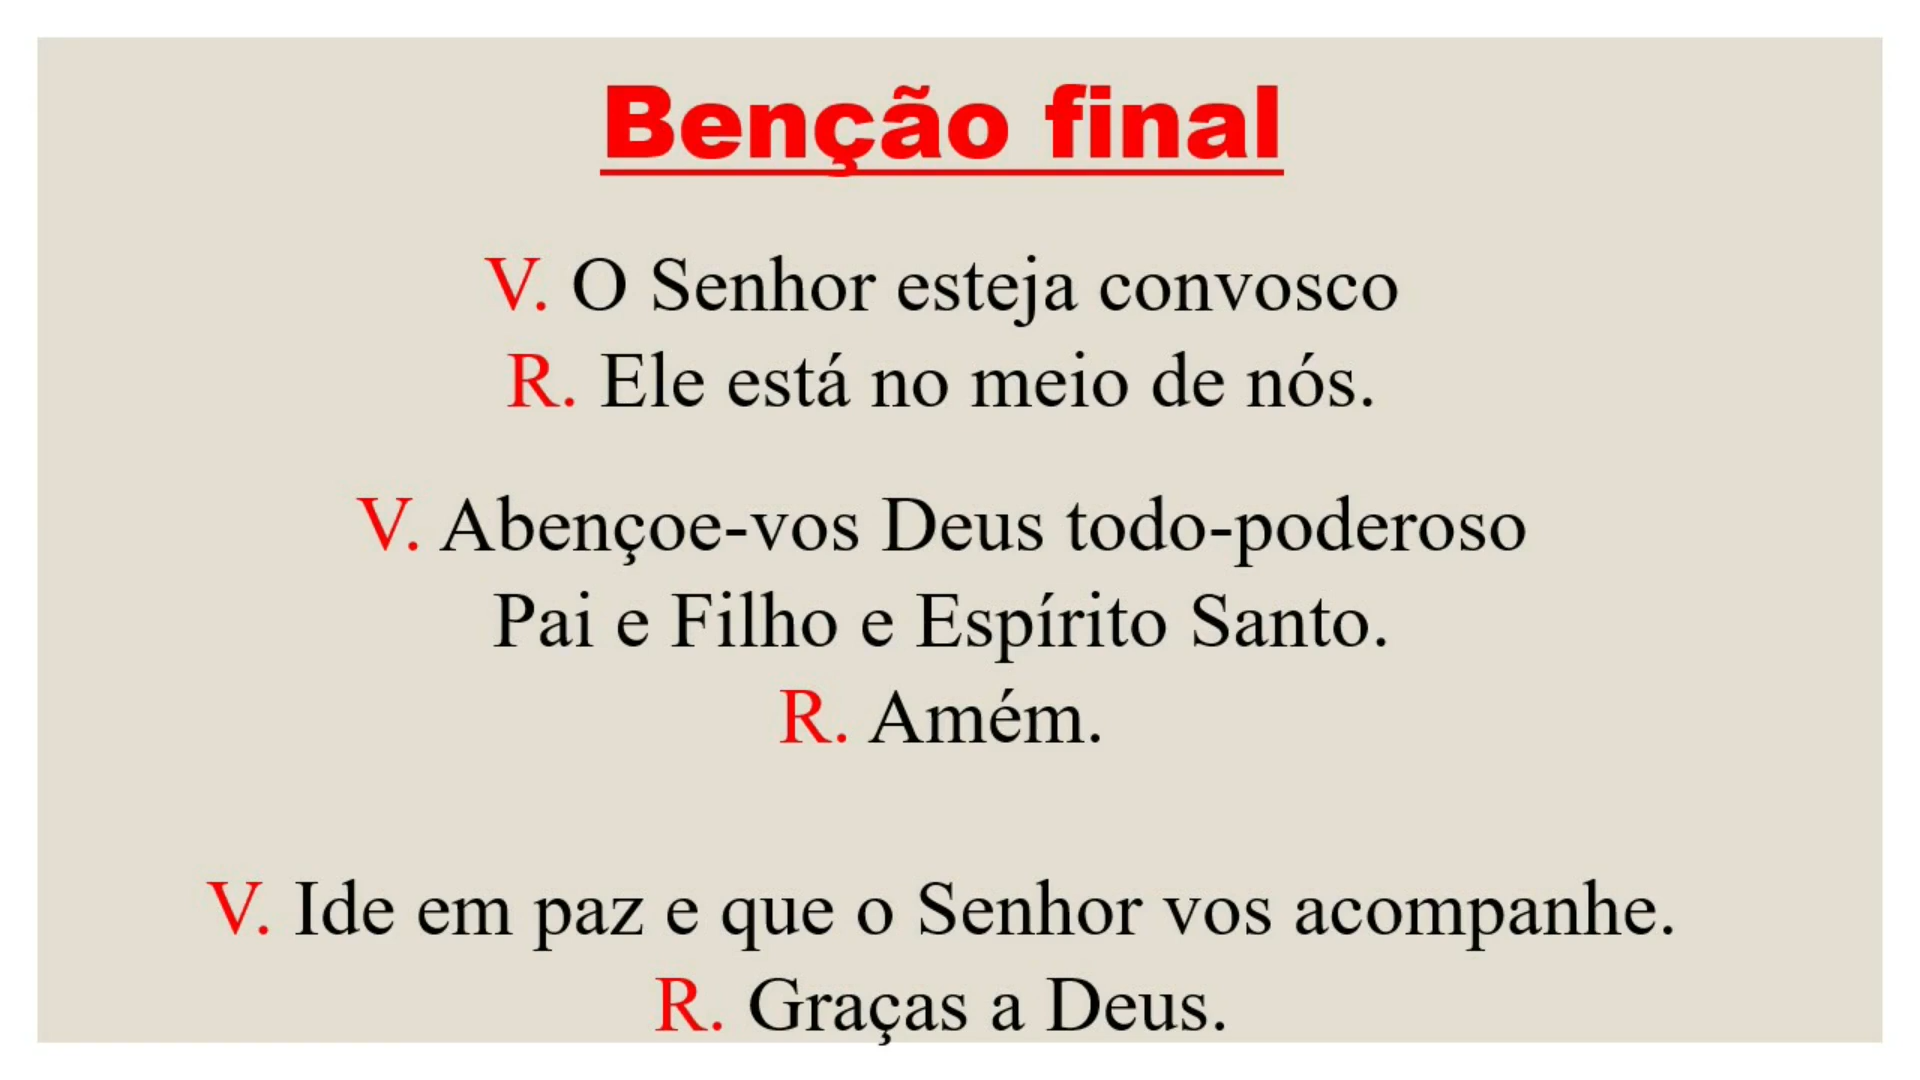 Benção final
V. O Senhor esteja convosco
R. Ele está no meio de nós.
V. Abençoe-vos Deus todo-poderoso
Pai e Filho e Espírito Santo.
R. Amém.
V. Ide em paz e que o Senhor vos acompanhe.
R. Graças a Deus.